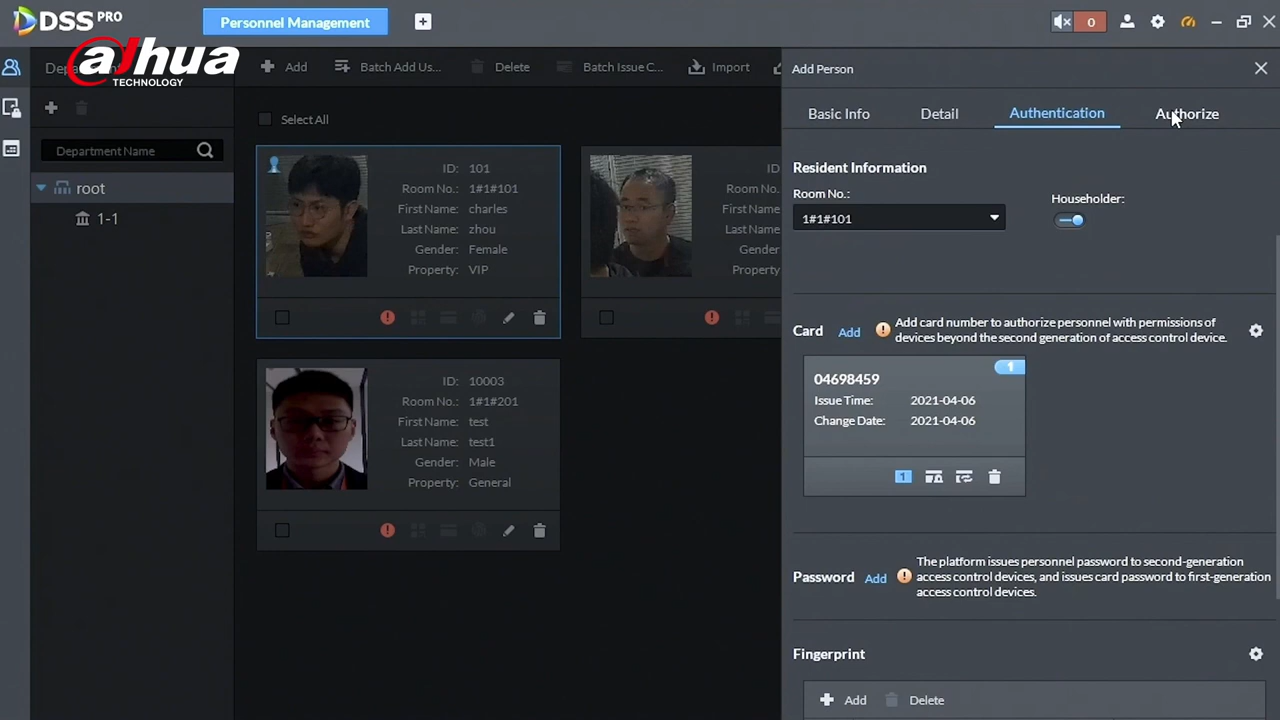 DSS PRO
Personnel Management
0
alhua
TECHNOLOGY
Add
Batch Add Us...
Delete
Batch Issue C...
Import
Select All
Department Name
root
1-1
ID: 101
Room No.: 1#1#101
First Name: charles
Last Name: zhou
Gender: Female
Property: VIP
ID:
Room No.:
First Name:
Last Name:
Gender:
Property:
ID: 10003
Room No.: 1#1#201
First Name: test
Last Name: test1
Gender: Male
Property: General
Add Person
Basic Info
Detail
Authentication
Authorize
Resident Information
Room No.:
1#1#101
Householder:
Card
Add
Add card number to authorize personnel with permissions of
devices beyond the second generation of access control device.
1
04698459
Issue Time: 2021-04-06
Change Date: 2021-04-06
1
Password
Add
The platform issues personnel password to second-generation
access control devices, and issues card password to first-generation
access control devices.
Fingerprint
Add
Delete